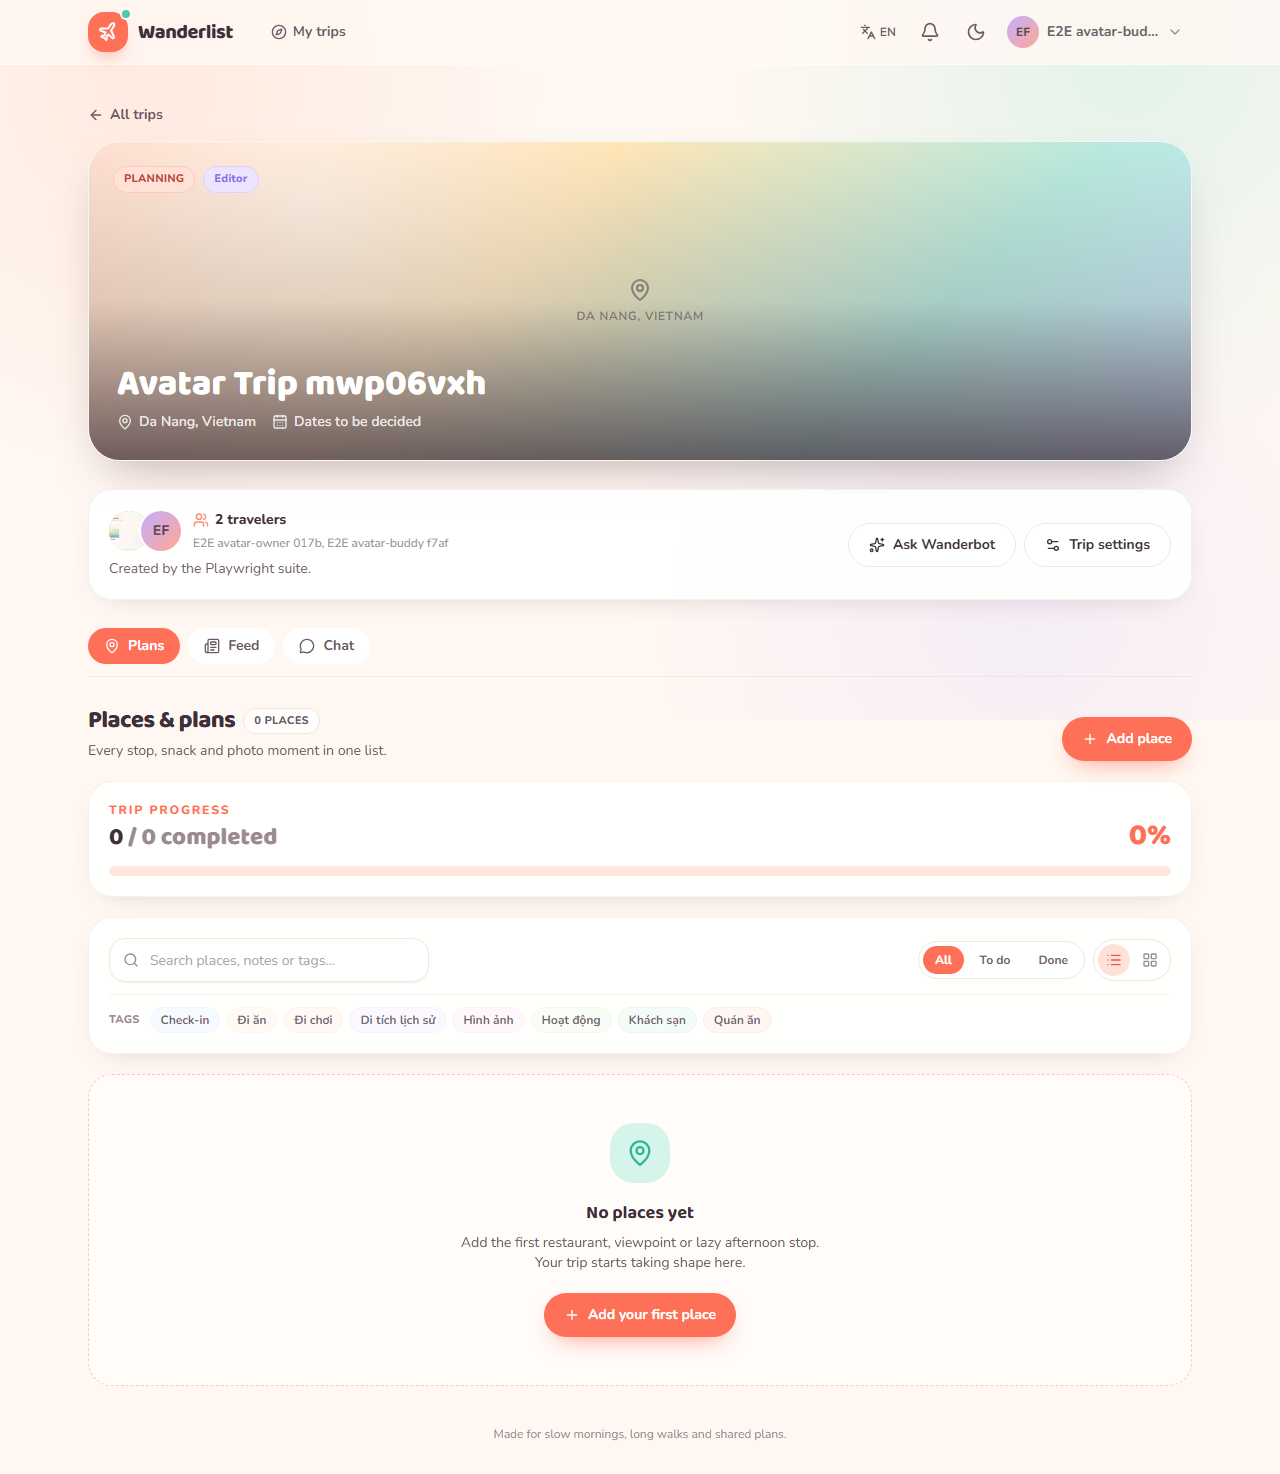 Wanderlist
My trips
EN
EF
E2E avatar-bud...
All trips
PLANNING
Editor
DA NANG, VIETNAM
Avatar Trip mwp06vxh
Da Nang, Vietnam
Dates to be decided
EF
2 travelers
E2E avatar-owner 017b, E2E avatar-buddy f7af
Created by the Playwright suite.
Ask Wanderbot
Trip settings
Plans
Feed
Chat
Places & plans
0 PLACES
Every stop, snack and photo moment in one list.
Add place
TRIP PROGRESS
0 / 0 completed
0%
Search places, notes or tags...
All
To do
Done
TAGS
Check-in
Đi ăn
Đi chơi
Di tích lịch sử
Hình ảnh
Hoạt động
Khách sạn
Quán ăn
No places yet
Add the first restaurant, viewpoint or lazy afternoon stop.
Your trip starts taking shape here.
Add your first place
Made for slow mornings, long walks and shared plans.